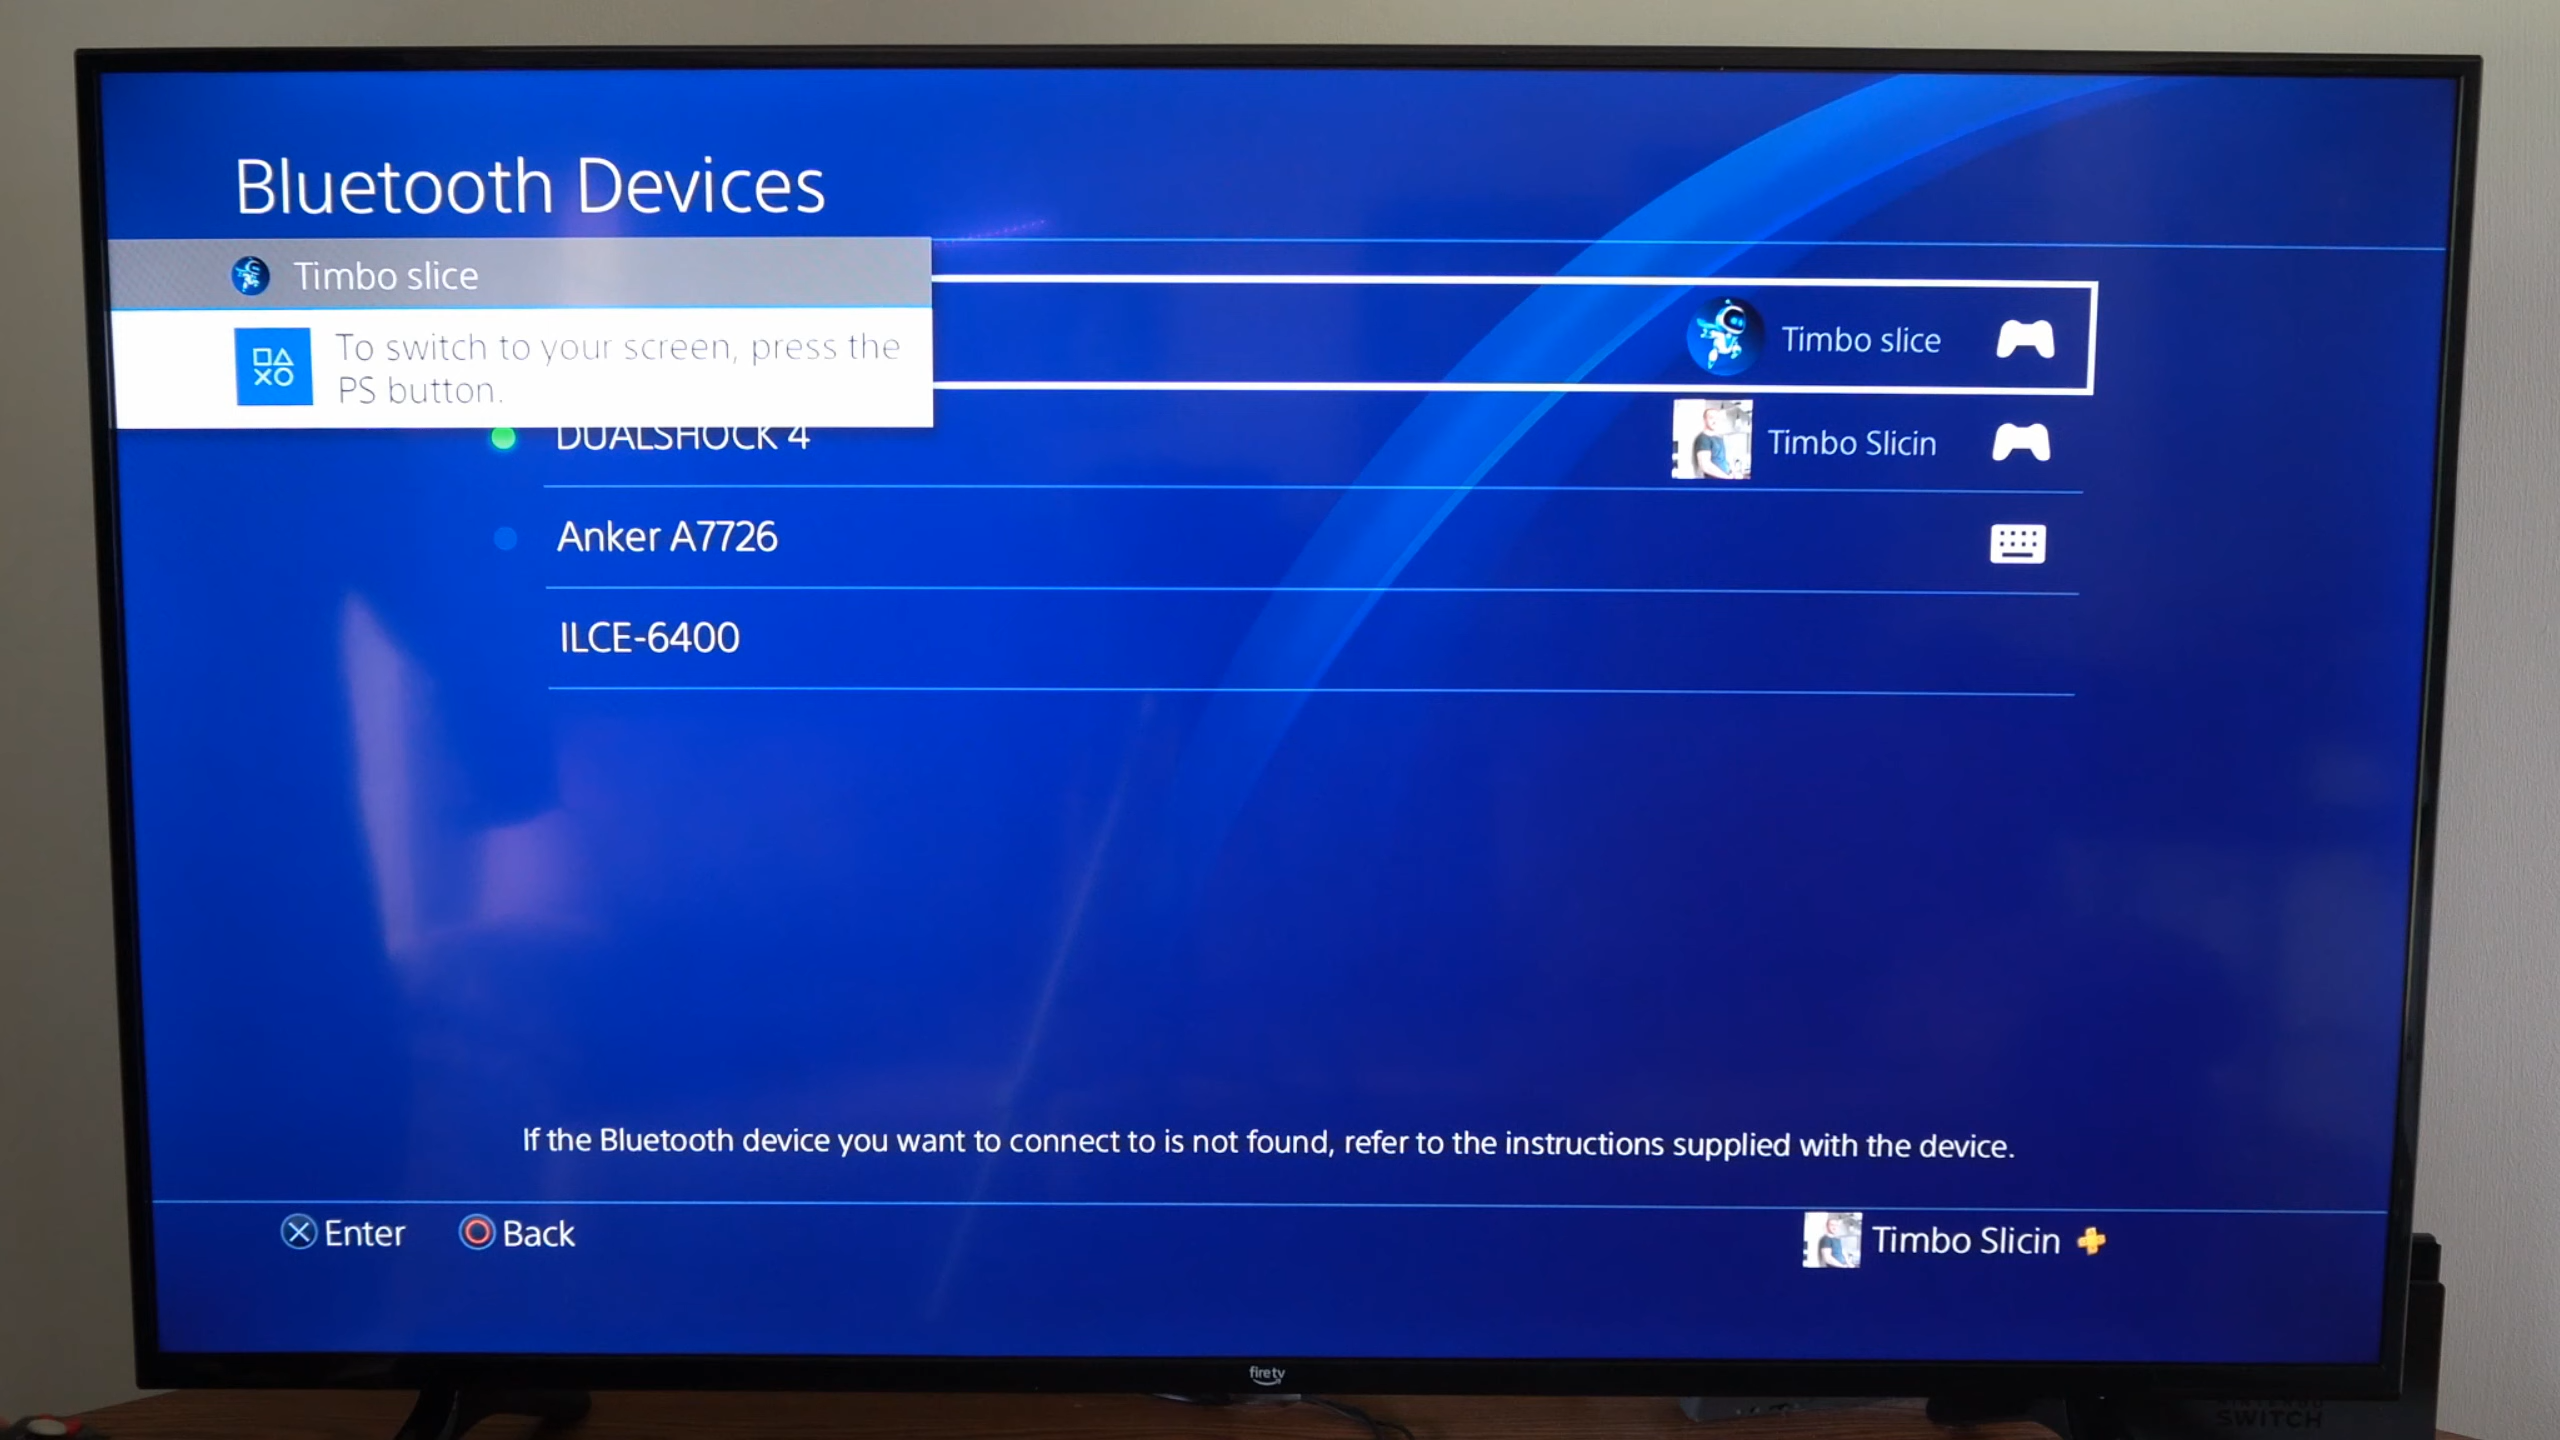 Bluetooth Devices
Timbo slice
To switch to your screen, press the
PS button.
Timbo slice
DUALSHOCK 4
Timbo Slicin
Anker A7726
ILCE-6400
If the Bluetooth device you want to connect to is not found, refer to the instructions supplied with the device.
Enter
Back
Timbo Slicin
firetv
SWITCH